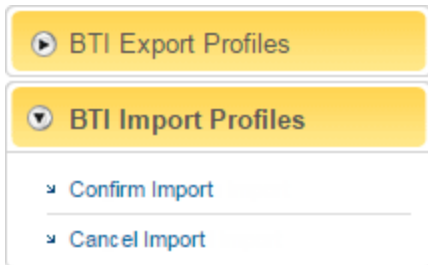 BTI Export Profiles
BTI Import Profiles
Confirm Import
Cancel Import